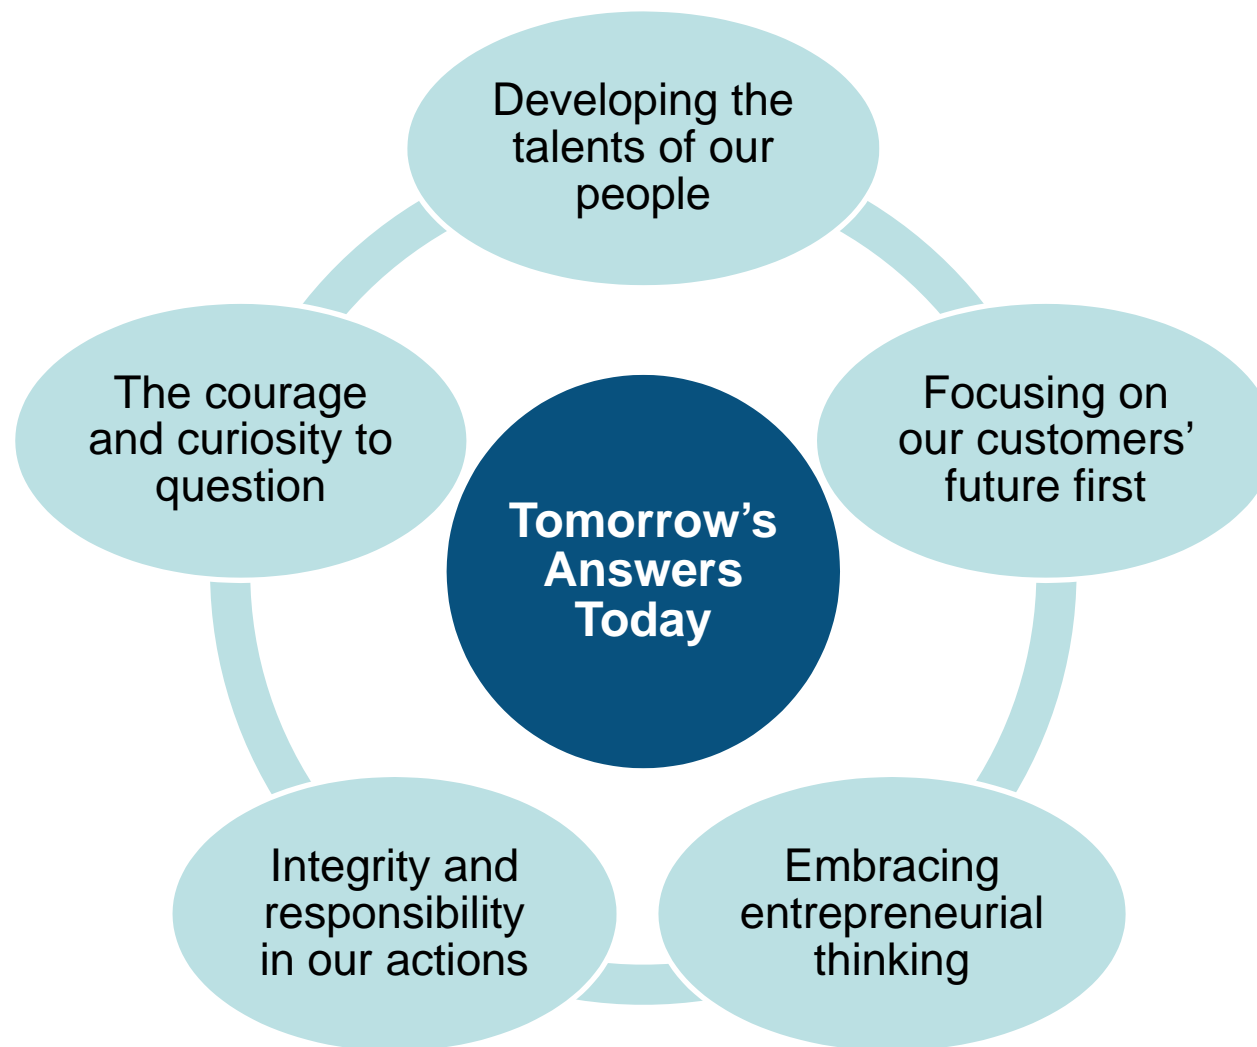 Developing the
talents of our
people
The courage
and curiosity to
question
Focusing on
our customers’
future first
Tomorrow’s
Answers
Today
Integrity and
responsibility
in our actions
Embracing
entrepreneurial
thinking